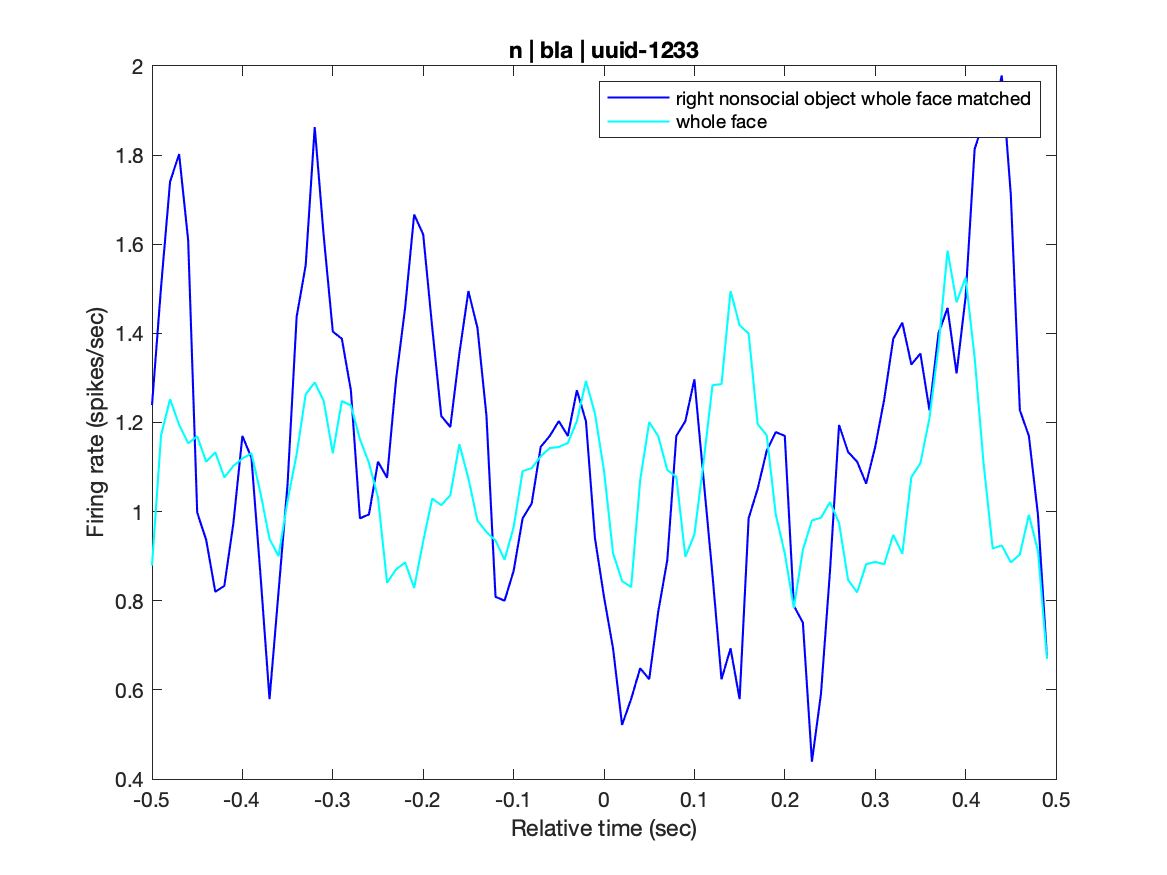 n | bla | uuid-1233
right nonsocial object whole face matched
whole face
Firing rate (spikes/sec)
2
1.8
1.6
1.4
1.2
1
0.8
0.6
0.4
-0.5 -0.4 -0.3 -0.2 -0.1 0 0.1 0.2 0.3 0.4 0.5
Relative time (sec)